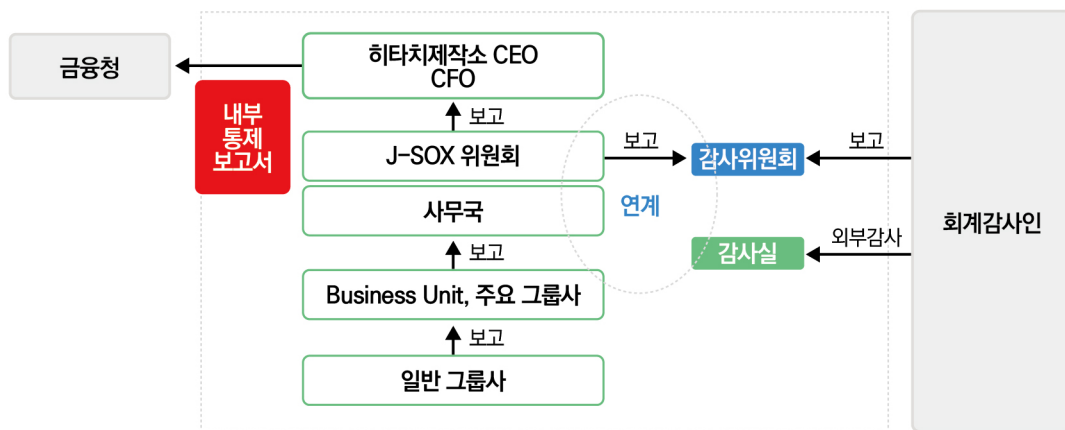 금융청
히타치제작소 CEO
CFO
내부
통제
보고서
보고
J-SOX 위원회
보고
감사위원회
보고
사무국
연계
회계감사인
감사실
외부감사
보고
Business Unit, 주요 그룹사
보고
일반 그룹사